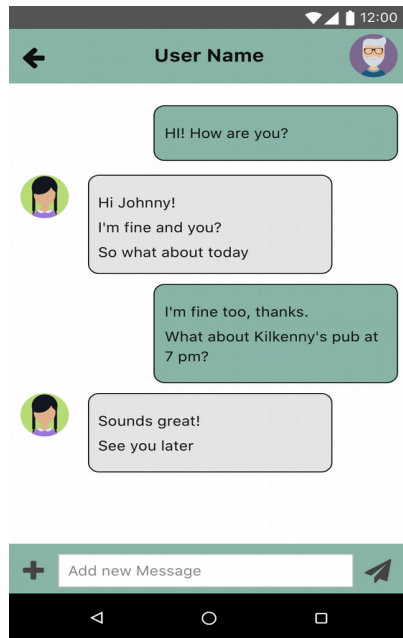 12:00
User Name
HI! How are you?
Hi Johnny!
I'm fine and you?
So what about today
I'm fine too, thanks.
What about Kilkenny's pub at
7 pm?
Sounds great!
See you later
Add new Message